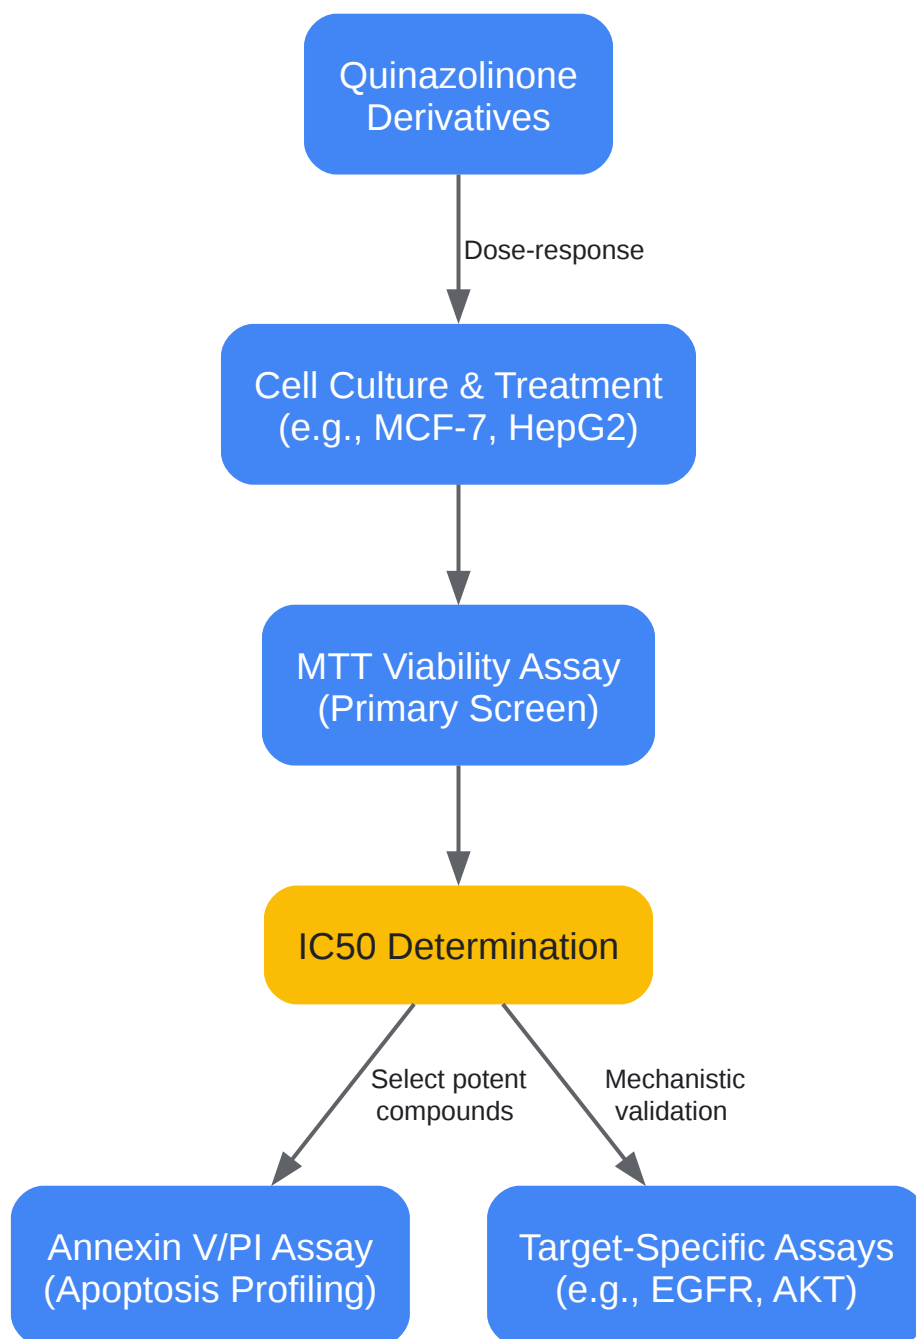 Quinazolinone
Derivatives
Dose-response
Cell Culture & Treatment
(e.g., MCF-7, HepG2)
MTT Viability Assay
(Primary Screen)
IC50 Determination
Select potent
compounds
Mechanistic
validation
Annexin V/PI Assay
(Apoptosis Profiling)
Target-Specific Assays
(e.g., EGFR, AKT)